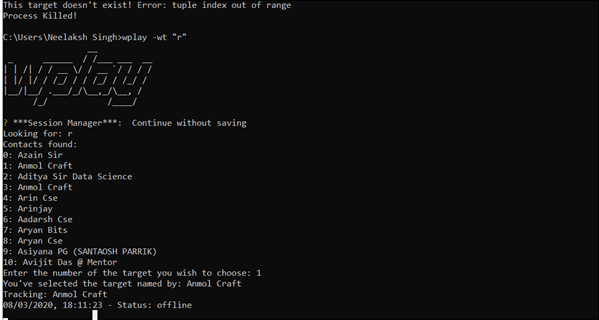 This target doesn't exist! Error: tuple index out of range
Process Killed!
C:\Users\Neelaksh Singh>wplay -wt "r"
wplay
? ***Session Manager***:  Continue without saving
Looking for: r
Contacts found:
0: Azain Sir
1: Anmol Craft
2: Aditya Sir Data Science
3: Anmol Craft
4: Arin Cse
5: Arinjay
6: Aadarsh Cse
7: Aryan Bits
8: Aryan Cse
9: Asiyana PG (SANTAOSH PARRIK)
10: Avijit Das @ Mentor
Enter the number of the target you wish to choose: 1
You've selected the target named by: Anmol Craft
Tracking: Anmol Craft
08/03/2020, 18:11:23 - Status: offline